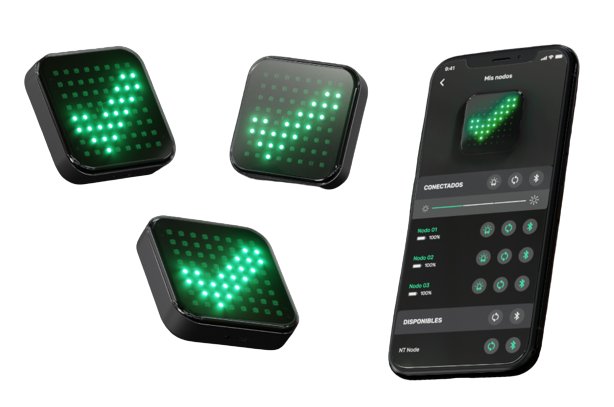 9:41
Mis nodos
CONECTADOS
Nodo 01
100%
Nodo 02
100%
Nodo 03
100%
DISPONIBLES
NT Node